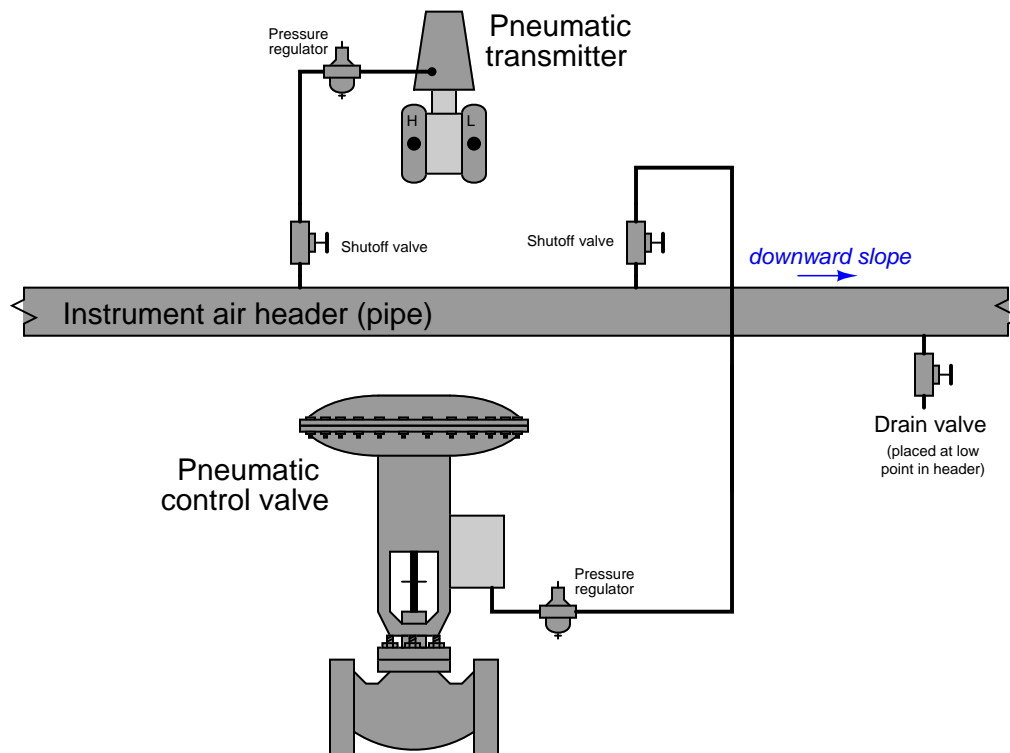 Pressure
regulator
Pneumatic
transmitter
H
L
Shutoff valve
Shutoff valve
downward slope
Instrument air header (pipe)
Drain valve
(placed at low
point in header)
Pneumatic
control valve
Pressure
regulator